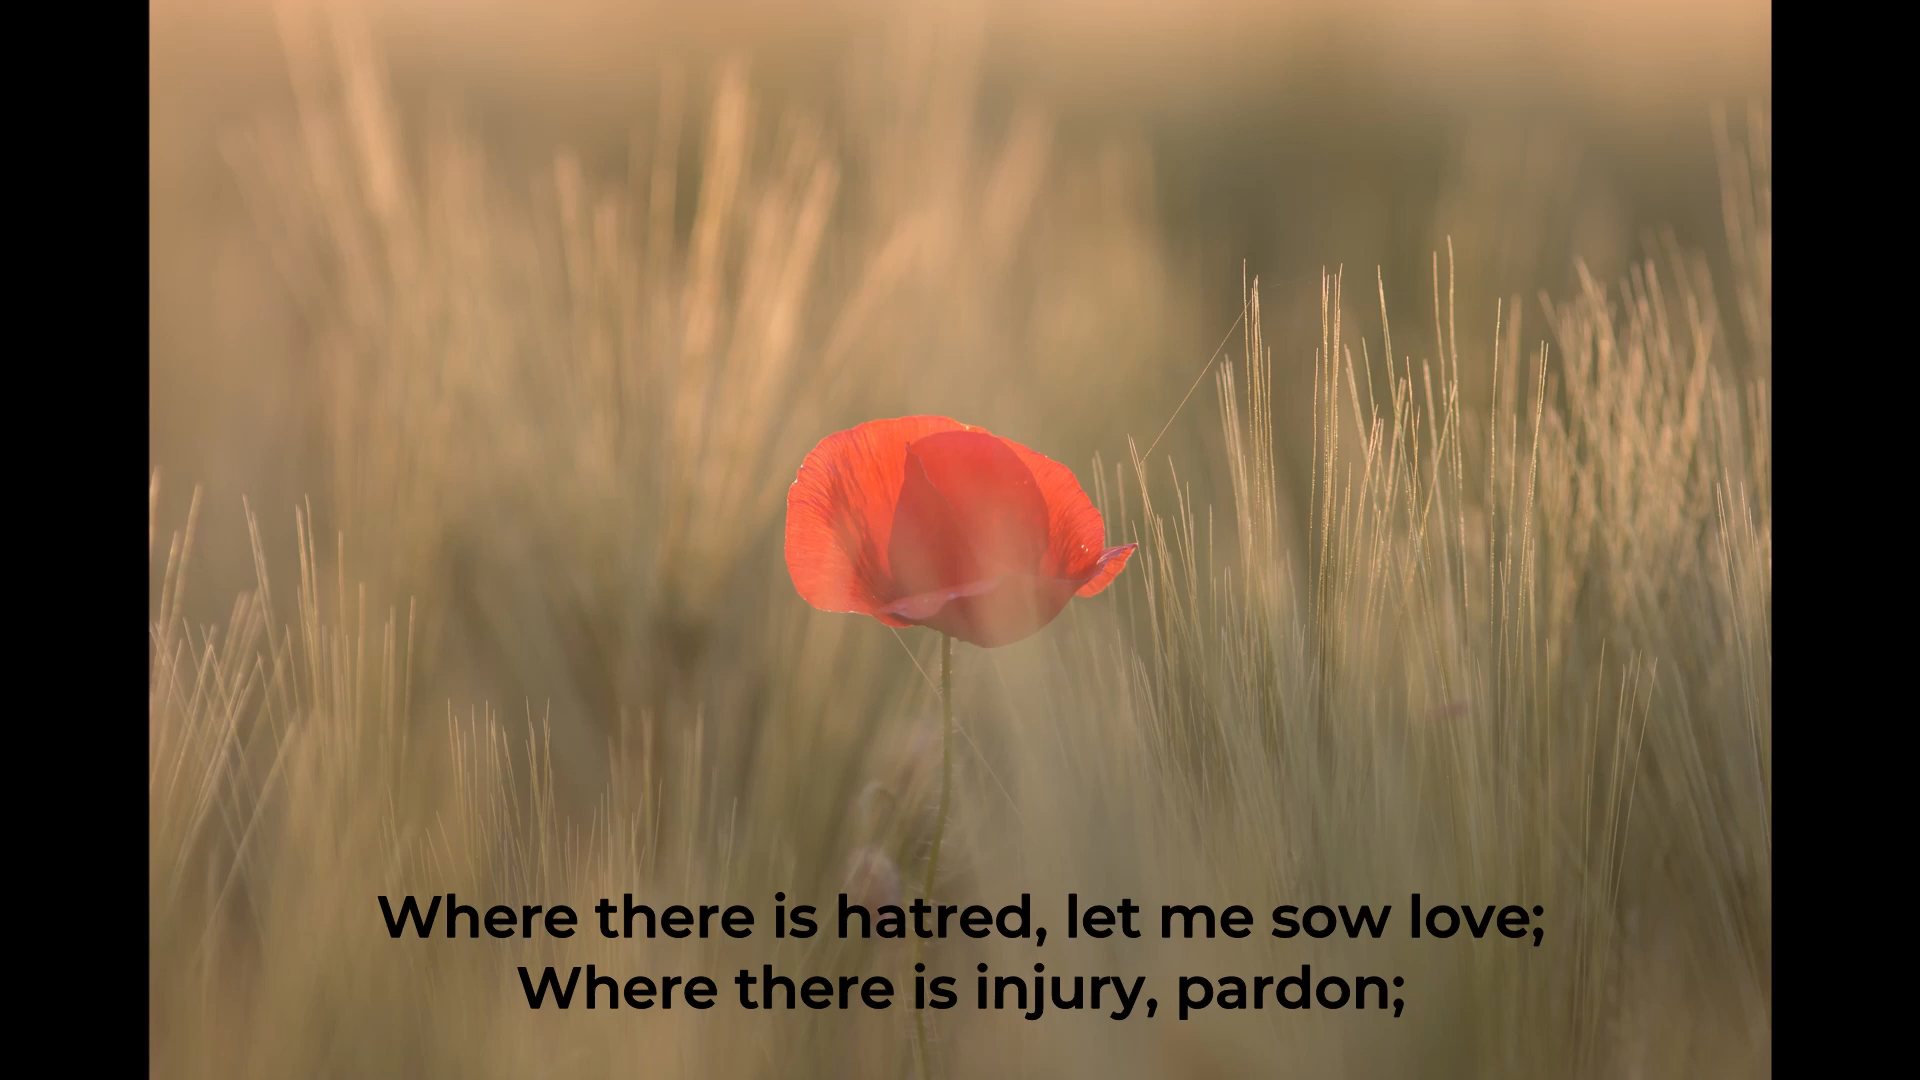 Where there is hatred, let me sow love;
Where there is injury, pardon;